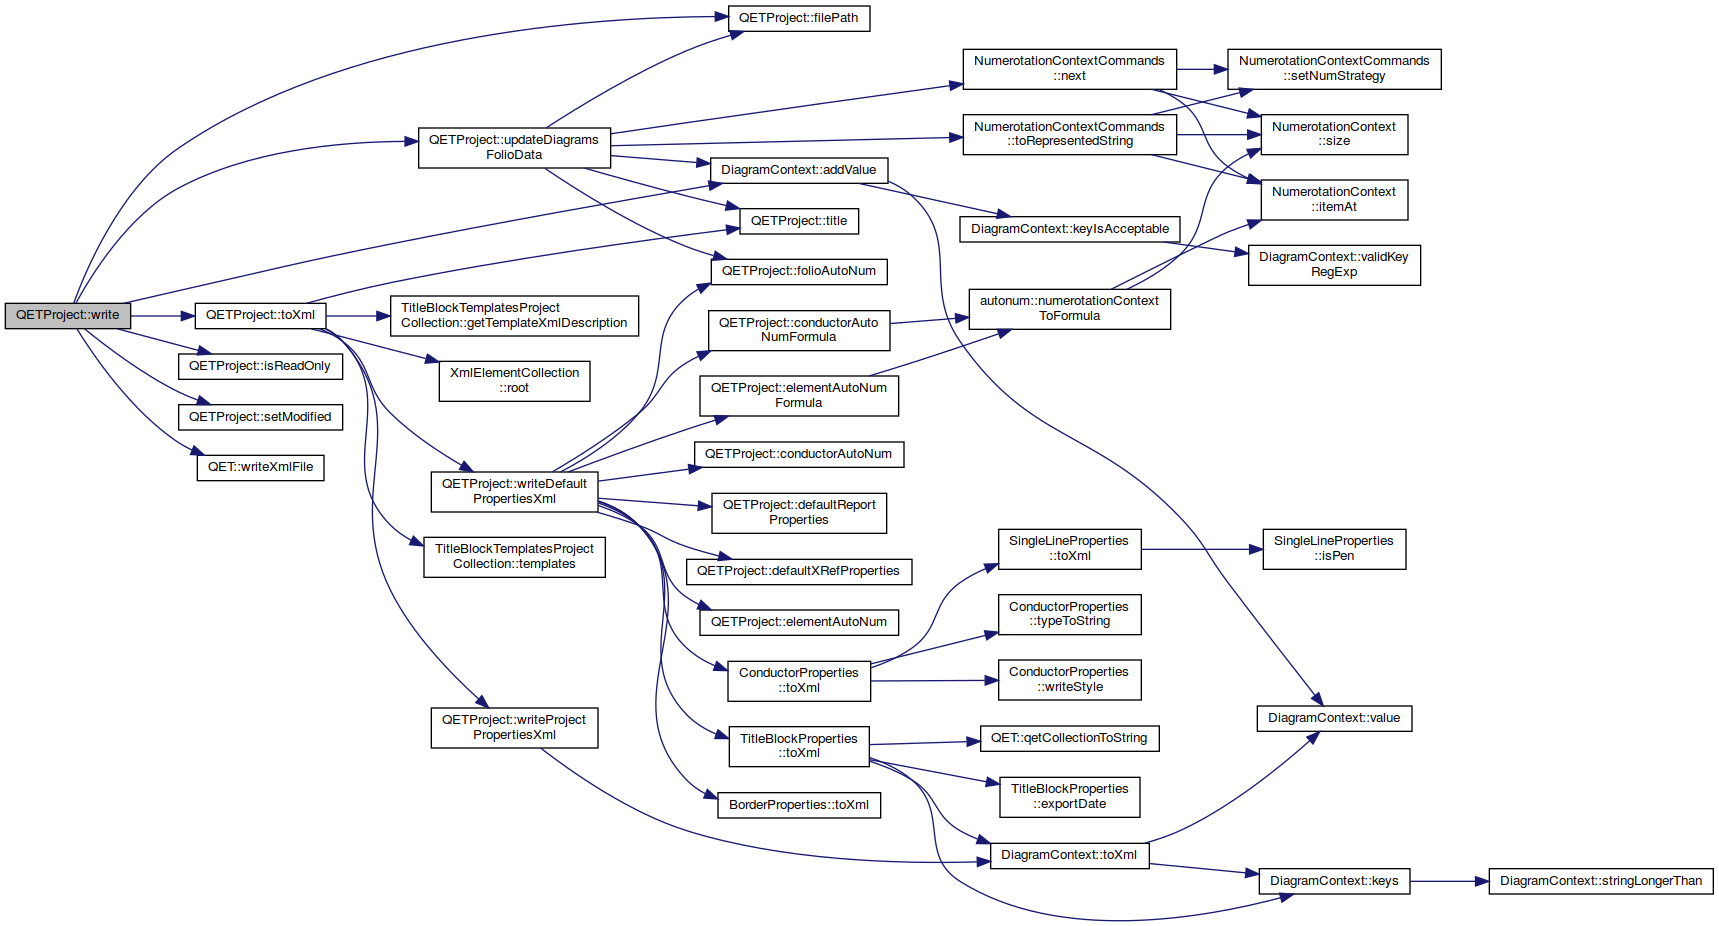 QETProject::write
QETProject::filePath
QETProject::updateDiagrams
FolioData
NumerotationContextCommands
::next
NumerotationContextCommands
::setNumStrategy
NumerotationContextCommands
::toRepresentedString
NumerotationContext
::size
DiagramContext::addValue
NumerotationContext
::itemAt
QETProject::title
DiagramContext::keyIsAcceptable
DiagramContext::validKey
RegExp
QETProject::folioAutoNum
QETProject::toXml
TitleBlockTemplatesProject
Collection::getTemplateXmlDescription
QETProject::conductorAuto
NumFormula
autonum::numerotationContext
ToFormula
QETProject::isReadOnly
XmlElementCollection
::root
QETProject::elementAutoNum
Formula
QETProject::setModified
QET::writeXmlFile
QETProject::conductorAutoNum
QETProject::writeDefault
PropertiesXml
QETProject::defaultReport
Properties
TitleBlockTemplatesProject
Collection::templates
QETProject::defaultXRefProperties
SingleLineProperties
::toXml
SingleLineProperties
::isPen
QETProject::elementAutoNum
ConductorProperties
::typeToString
ConductorProperties
::toXml
ConductorProperties
::writeStyle
QETProject::writeProject
PropertiesXml
TitleBlockProperties
::toXml
QET::qetCollectionToString
DiagramContext::value
BorderProperties::toXml
TitleBlockProperties
::exportDate
DiagramContext::toXml
DiagramContext::keys
DiagramContext::stringLongerThan